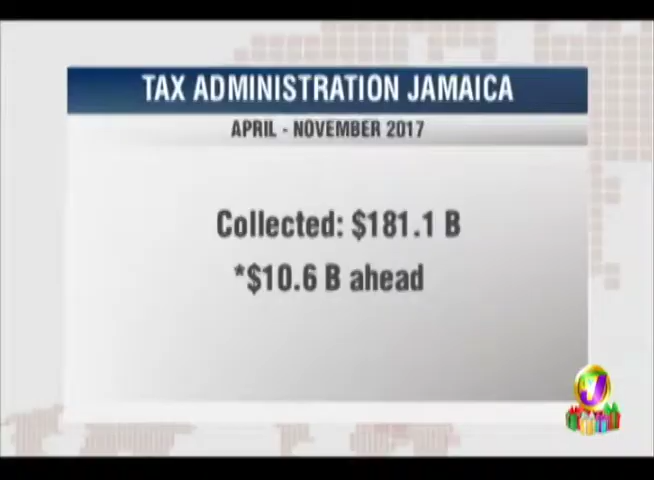 TAX ADMINISTRATION JAMAICA
APRIL - NOVEMBER 2017
Collected: $181.1 B
*$10.6 B ahead